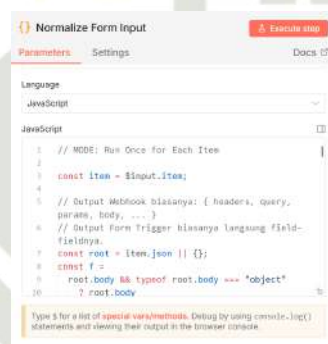 {} Normalize Form Input
Execute step
Parameters Settings Docs
Language
JavaScript
JavaScript
1 // MODE: Run Once for Each Item
2
3 const item = $input.item;
4
5 // Output Webhook biasanya: { headers, query,
params, body, ... }
6 // Output Form Trigger biasanya langsung field-
fieldnya.
7 const root = item.json || {};
8 const f =
9 root.body && typeof root.body === "object"
10 ? root.body
Type $ for a list of special vars/methods. Debug by using console.log()
statements and viewing their output in the browser console.